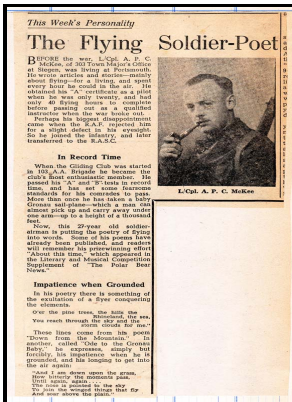 This Week's Personality
The Flying Soldier-Poet
BEFORE the war, L/Cpl. A. P. C.
McKee, of 303 Town Major's Office
at Siegen, was living at Portsmouth.
He wrote articles and stories—mainly
about flying—for a living, and spent
every hour he could in the air. He
obtained his "A" certificate as a pilot
when he was only twenty, and had
only 40 flying hours to complete
before passing out as a qualified
instructor when the war broke out.
Perhaps his biggest disappointment
came when the R.A.F. rejected him
for a slight defect in his eyesight.
So he joined the infantry, and later
transferred to the R.A.S.C.
In Record Time
When the Gliding Club was started
in 103 A.A. Brigade he became the
club's most enthusiastic member. He
passed his "A" and "B" tests in record
time, and has set some fearsome
standards for his comrades to pass.
More than once he has taken a baby
Gronau sail-plane—which a man can
almost pick up and carry away under
one arm—up to a height of a thousand
feet.
Now, this 27-year old soldier-
airman is putting the poetry of flying
into words. Some of his poems have
already been published, and readers
will remember his prizewinning effort
"About this time," which appeared in
the Literary and Musical Competition
Supplement of "The Polar Bear
News."
Impatience when Grounded
In his poetry there is something of
the exultation of a flyer conquering
the elements.
O'er the pine trees, the hills the
Rhineland, the sea,
You reach through the sky and the
storm clouds for me."
These lines come from his poem
"Down from the Mountain." In
another, called "Ode to the Gronau
Baby," he expresses, simply but
forcibly, his impatience when he is
grounded, and his longing to get into
the air again:
"And I am down upon the grass,
How bitterly the moments pass,
Until again, again . . .
The nose is pointed to the sky
To join the winged things that fly
And soar above the plain."
L/Cpl. A. P. C. McKee